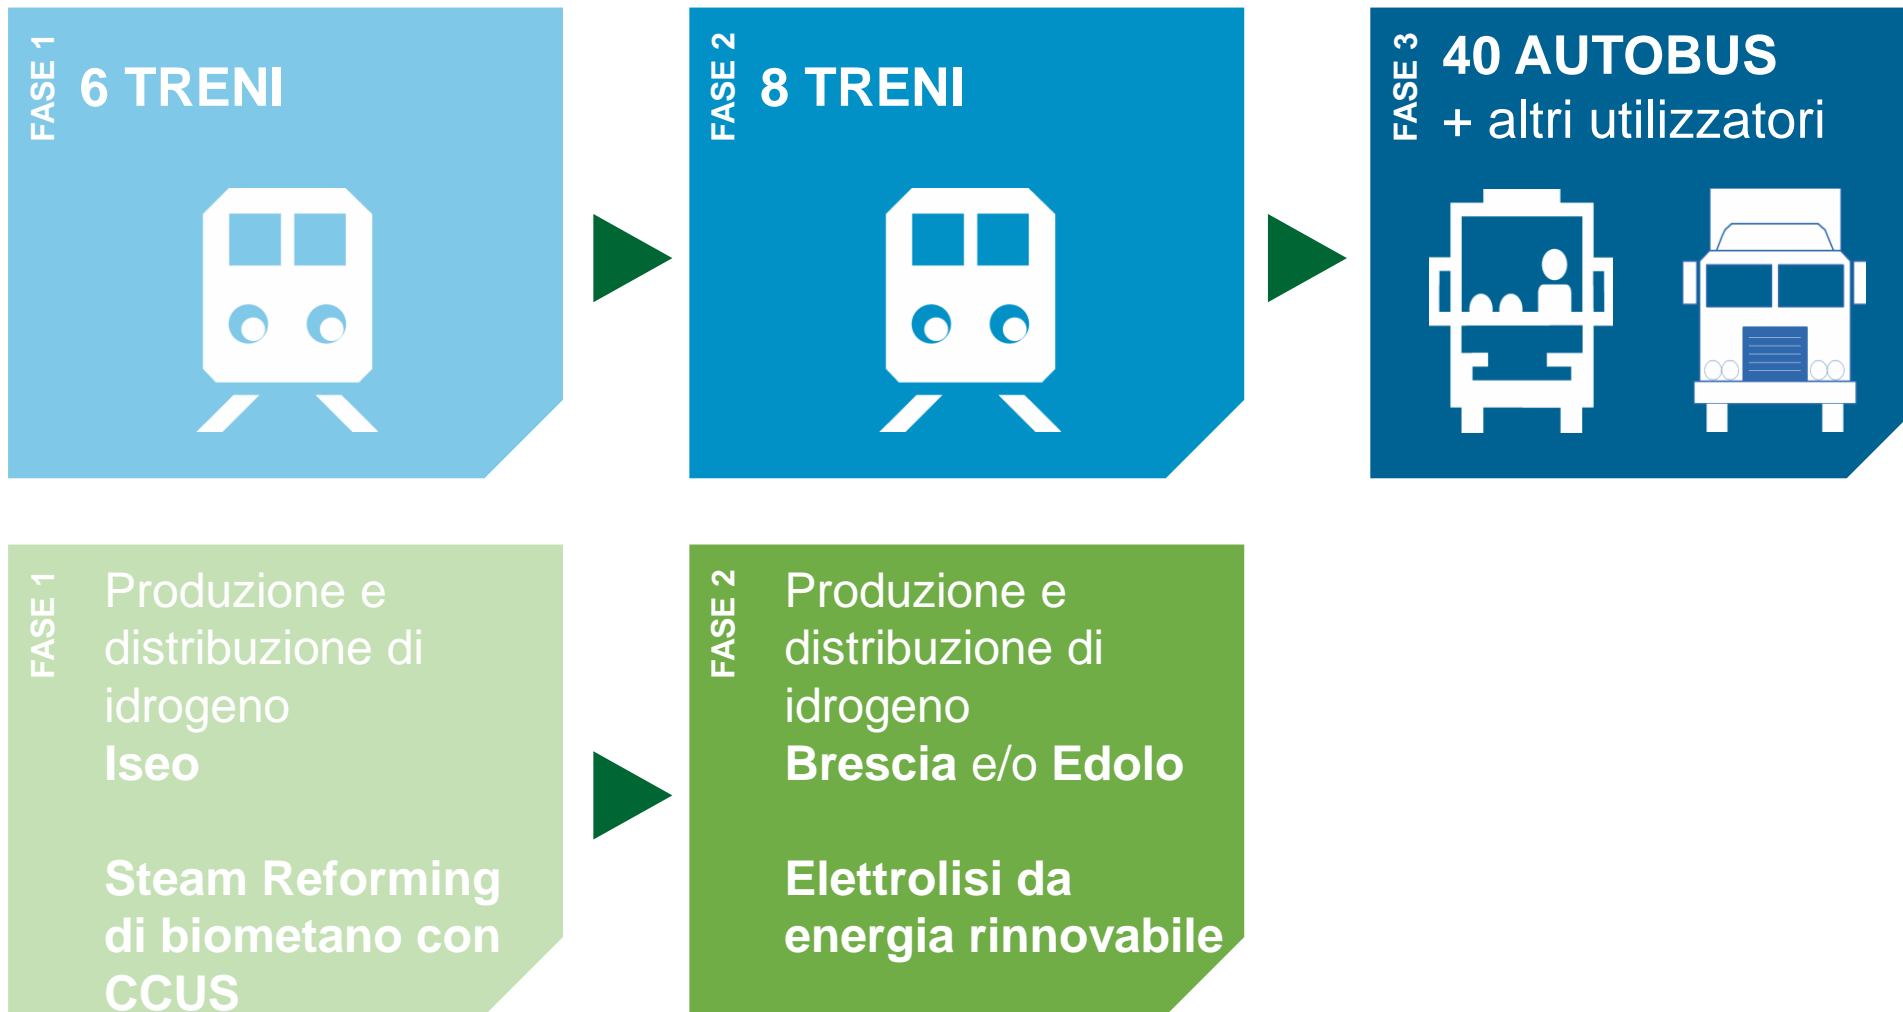 FASE 1
6 TRENI
FASE 2
8 TRENI
FASE 3
40 AUTOBUS
+ altri utilizzatori
FASE 1
Produzione e
distribuzione di
idrogeno
Iseo
Steam Reforming
di biometano con
CCUS
FASE 2
Produzione e
distribuzione di
idrogeno
Brescia e/o Edolo
Elettrolisi da
energia rinnovabile